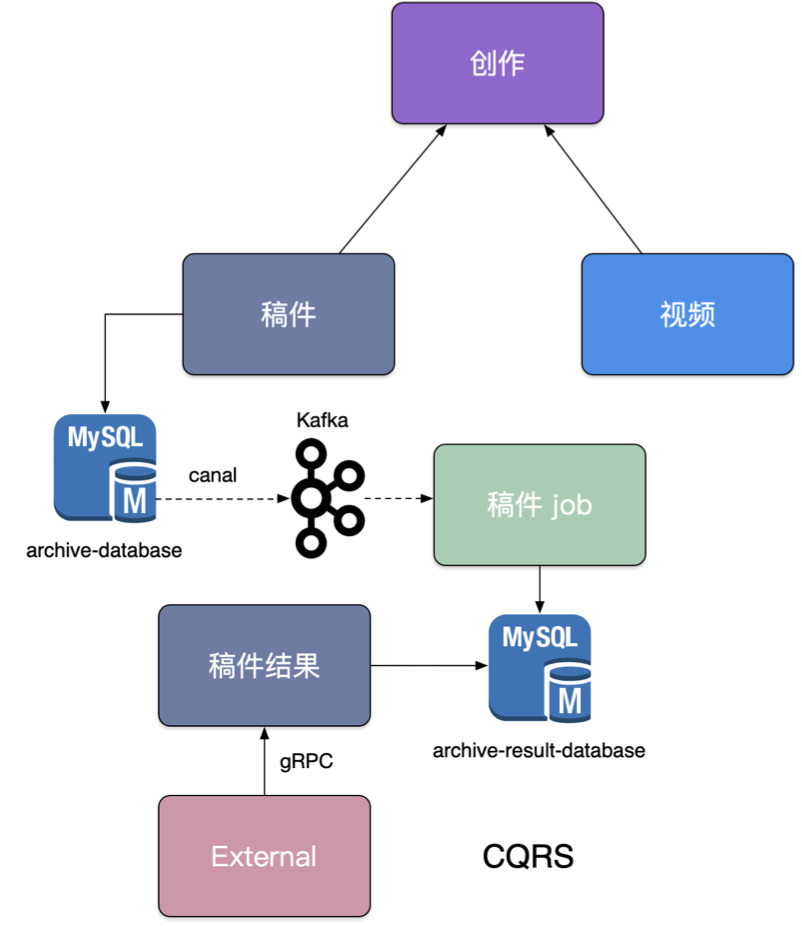 创作
稿件
视频
MySQL
M
archive-database
canal
Kafka
稿件 job
稿件结果
MySQL
M
archive-result-database
gRPC
External
CQRS